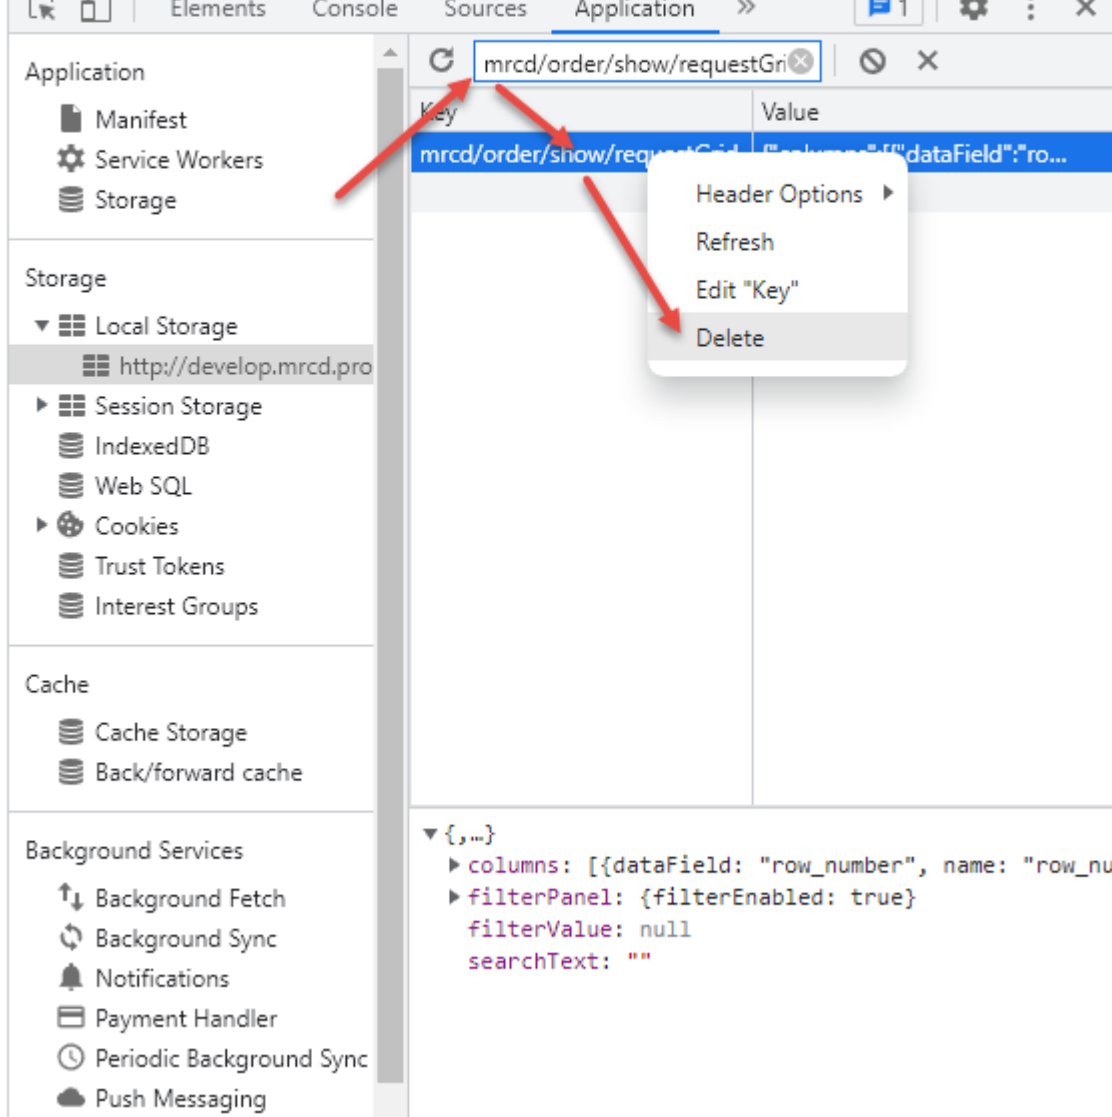 Elements Console Sources Application » 1
Application
Manifest
Service Workers
Storage
Storage
Local Storage
http://develop.mrcd.pro
Session Storage
IndexedDB
Web SQL
Cookies
Trust Tokens
Interest Groups
Cache
Cache Storage
Back/forward cache
Background Services
Background Fetch
Background Sync
Notifications
Payment Handler
Periodic Background Sync
Push Messaging
mrcd/order/show/requestGri
Key Value
mrcd/order/show/requestGrid {"columns":[{"dataField":"ro...
Header Options
Refresh
Edit "Key"
Delete
{,…}
columns: [{dataField: "row_number", name: "row_nu
filterPanel: {filterEnabled: true}
filterValue: null
searchText: ""